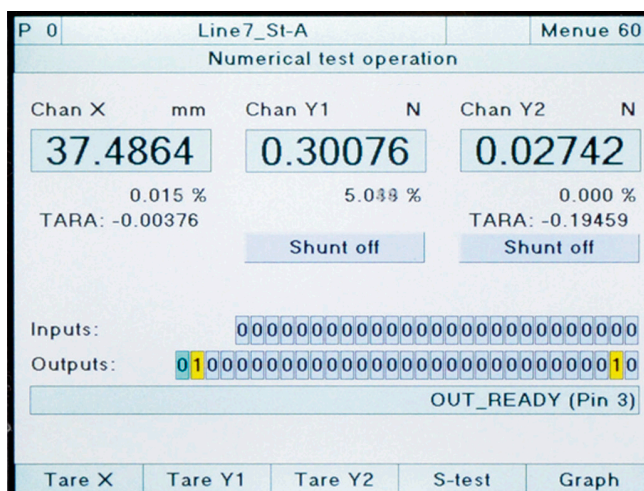 P 0 Line7_St-A Menue 60
Numerical test operation
Chan X mm Chan Y1 N Chan Y2 N
37.4864 0.30076 0.02742
0.015 % 0.000 %
TARA: -0.00376 TARA: -0.19459
Shunt off Shunt off
Inputs: 000000000000000000000000000
Outputs: 0100000000000000000000000000010
OUT_READY (Pin 3)
Tare X Tare Y1 Tare Y2 S-test Graph